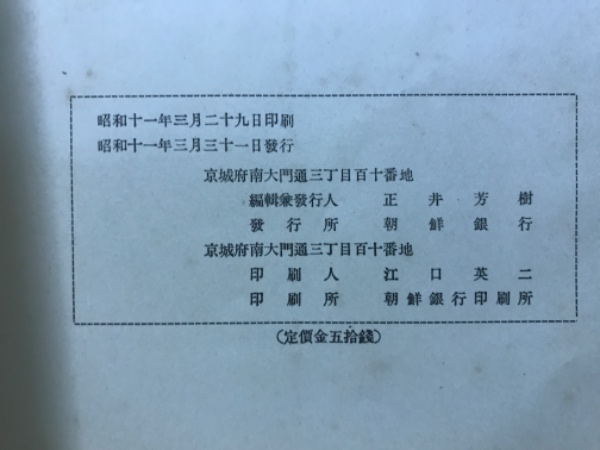 昭和十一年三月二十九日印刷
昭和十一年三月三十一日發行
京城府南大門通三丁目百十番地
編輯兼發行人 正井芳樹
發行所 朝鮮銀行
京城府南大門通三丁目百十番地
印刷人 江口英二
印刷所 朝鮮銀行印刷所
(定價金五拾錢)